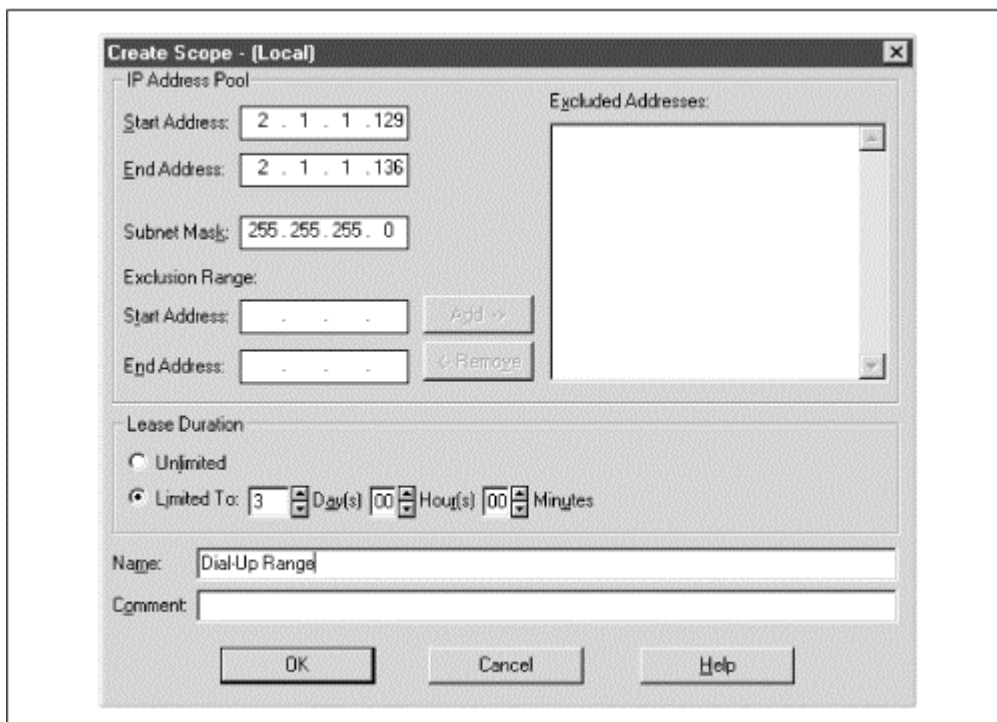 Create Scope - (Local)
IP Address Pool
Start Address: 2 . 1 . 1 .129
End Address: 2 . 1 . 1 .136
Subnet Mask: 255.255.255. 0
Exclusion Range:
Start Address: . . .
End Address: . . .
Add ->
<- Remove
Excluded Addresses:
Lease Duration
Unlimited
Limited To: 3 Day(s) 00 Hour(s) 00 Minutes
Name: Dial-Up Range
Comment:
OK Cancel Help